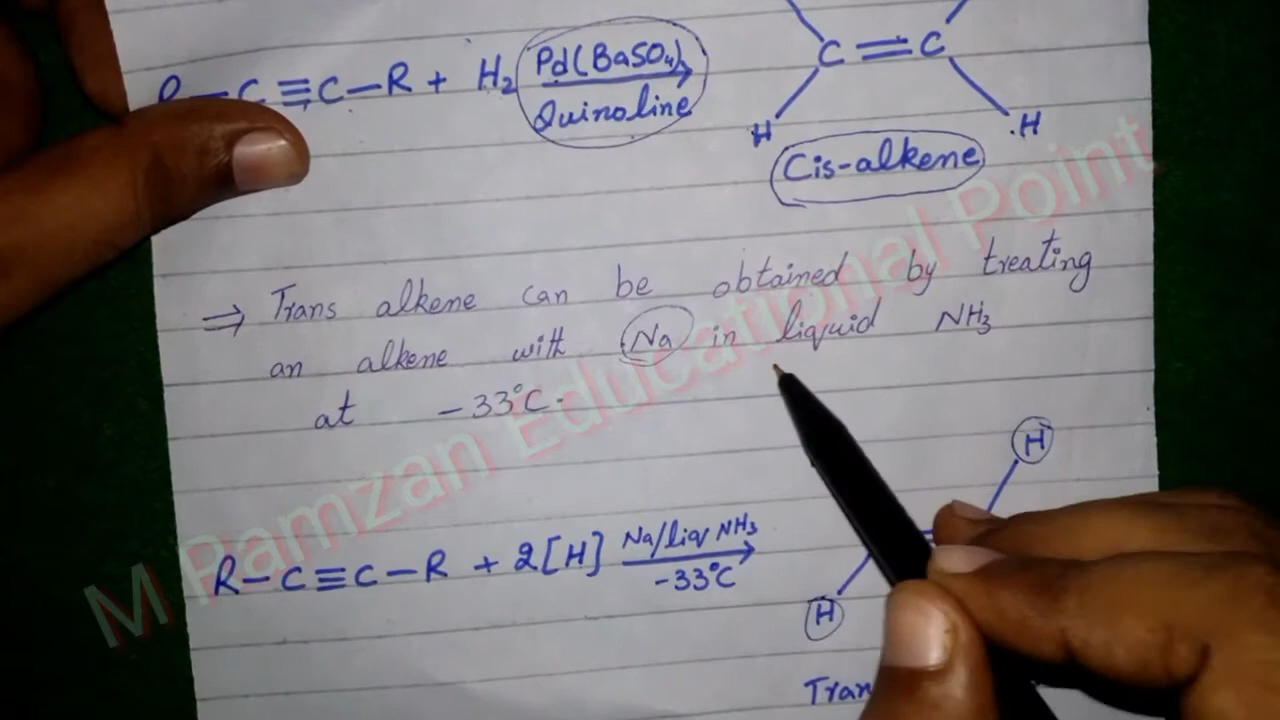 R-C≡C-R + H₂ Pd(BaSO₄)
Quinoline
C=C
H H
Cis-alkene
⇒ Trans alkene can be obtained by treating
an alkene with Na in liquid NH₃
at -33°C.
H
R-C≡C-R + 2[H] Na/liq NH₃
-33°C
H
M Ramzan Educational Point